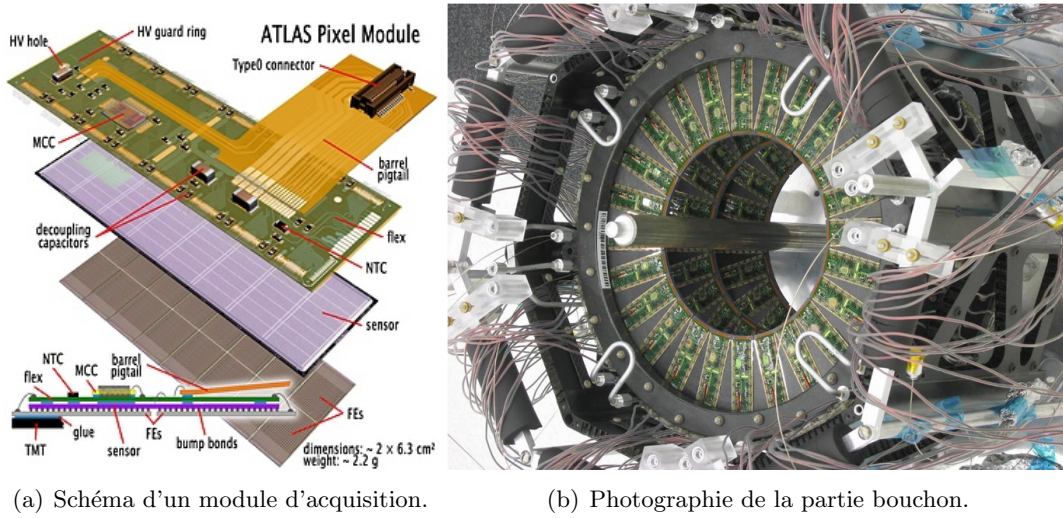 ATLAS Pixel Module
HV guard ring
HV hole
Type0 connector
MCC
barrel
pigtail
decoupling
capacitors
flex
NTC
sensor
barrel
pigtail
NTC
MCC
flex
FEs
glue
FEs
bump bonds
TMT
sensor
dimensions: ~ 2 × 6.3 cm²
weight: ~ 2.2 g
(a) Schéma d'un module d'acquisition.
(b) Photographie de la partie bouchon.